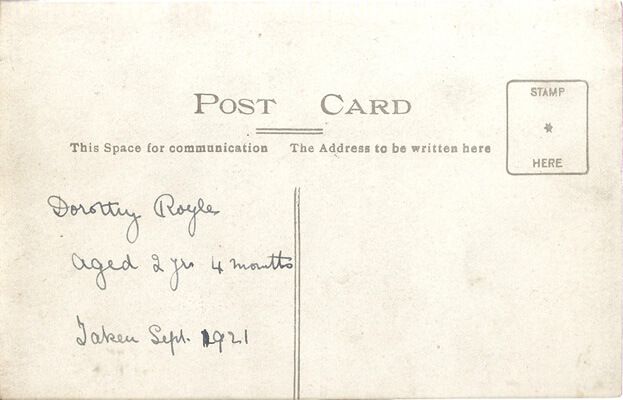 POST CARD
STAMP
*
HERE
This Space for communication
The Address to be written here
Dorothy Royle
aged 2 yrs 4 months
Taken Sept. 1921